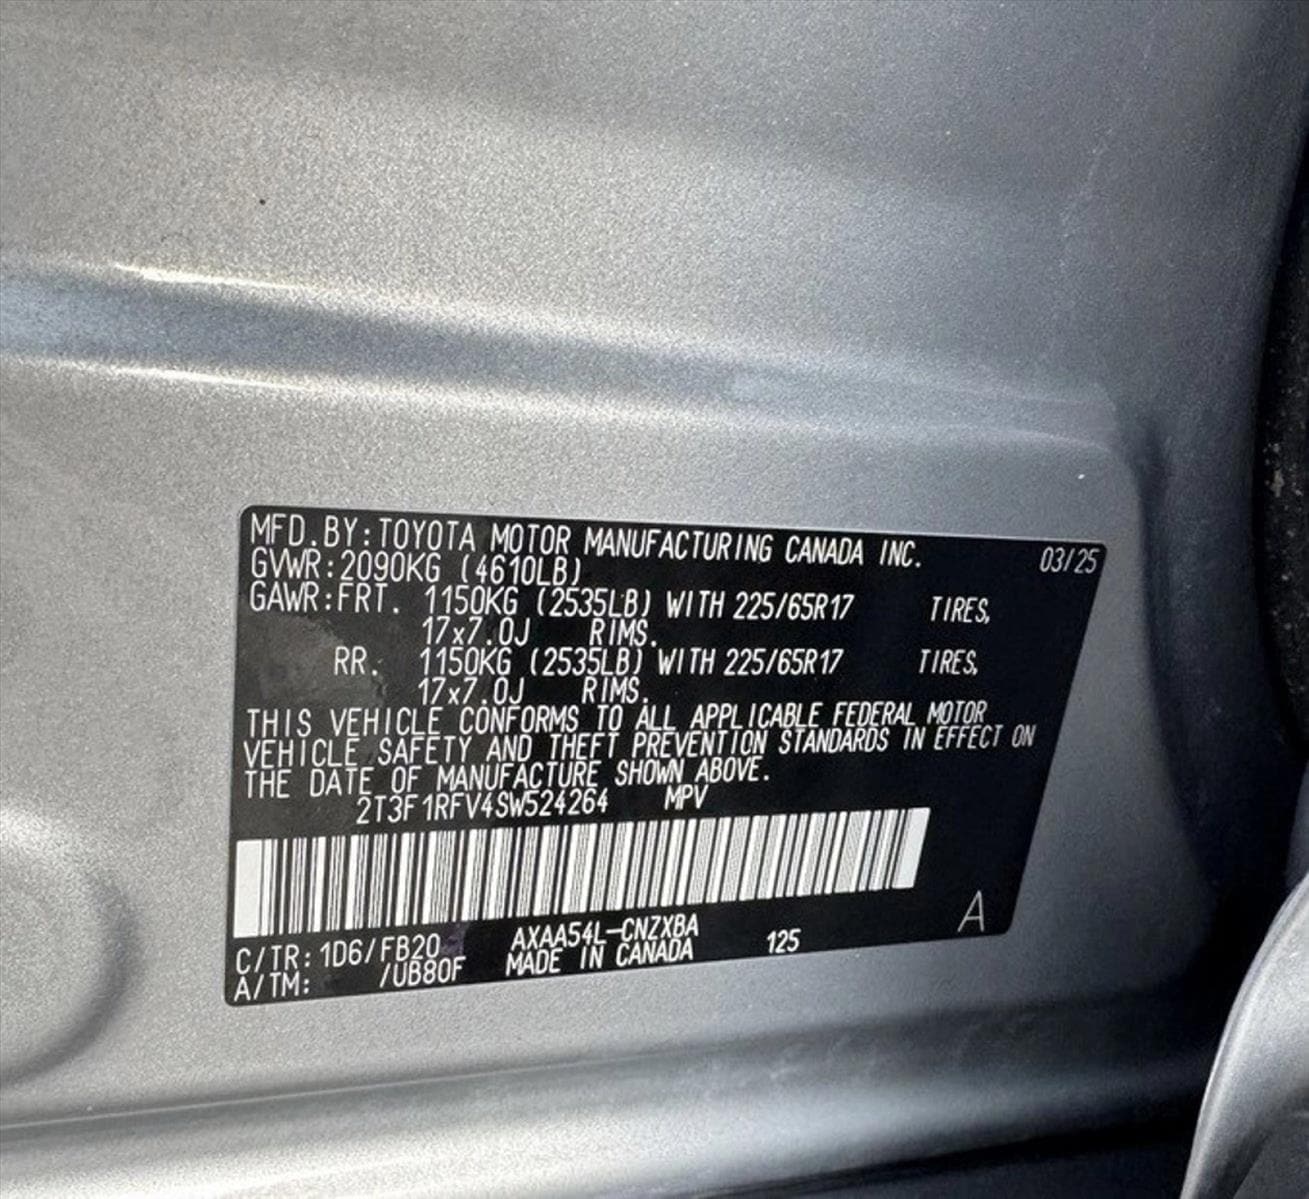 MFD.BY:TOYOTA MOTOR MANUFACTURING CANADA INC. 03/25
GVWR:2090KG (4610LB)
GAWR:FRT. 1150KG (2535LB) WITH 225/65R17 TIRES,
17x7.0J RIMS.
RR. 1150KG (2535LB) WITH 225/65R17 TIRES,
17x7.0J RIMS.
THIS VEHICLE CONFORMS TO ALL APPLICABLE FEDERAL MOTOR
VEHICLE SAFETY AND THEFT PREVENTION STANDARDS IN EFFECT ON
THE DATE OF MANUFACTURE SHOWN ABOVE.
2T3F1RFV4SW524264 MPV
A
C/TR:1D6/FB20 AXAA54L-CNZXBA
A/TM: /UB80F MADE IN CANADA 125